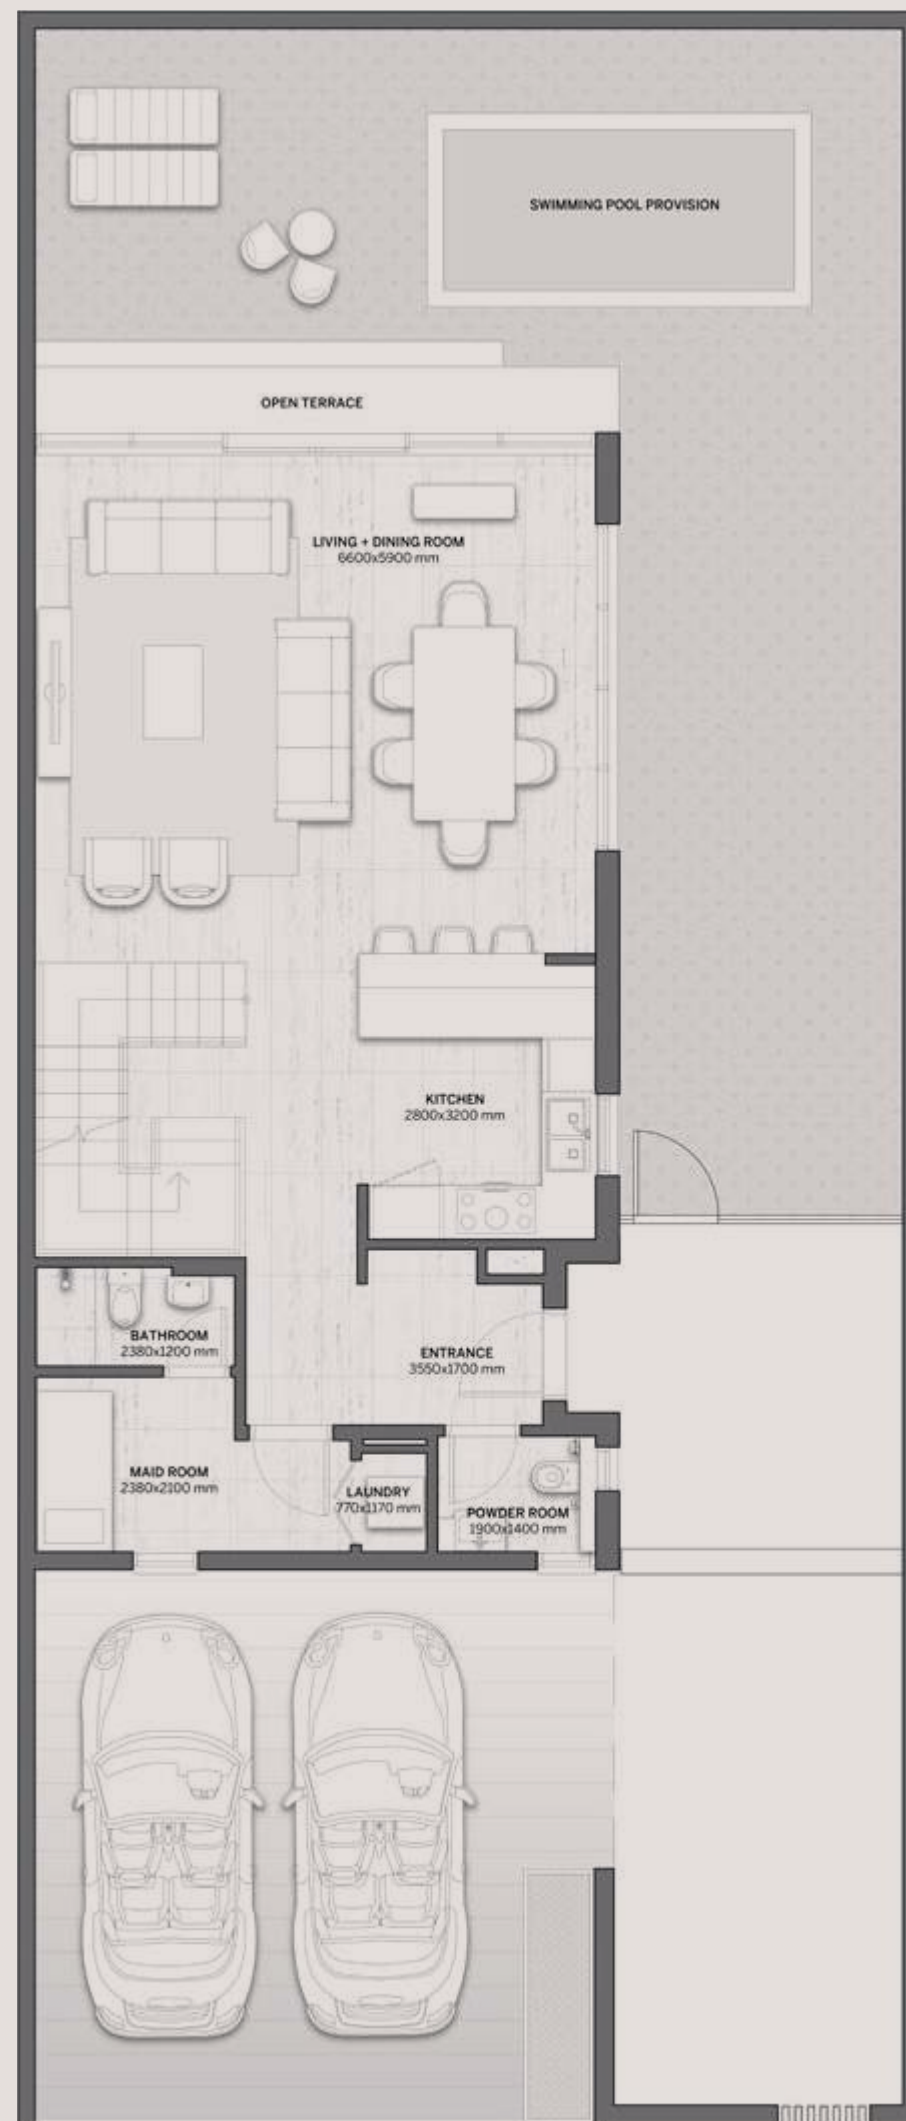 SWIMMING POOL PROVISION
OPEN TERRACE
LIVING + DINING ROOM
6600x5900 mm
KITCHEN
2800x3200 mm
BATHROOM
2380x1200 mm
ENTRANCE
3550x1700 mm
MAID ROOM
2380x2100 mm
LAUNDRY
770x1170 mm
POWDER ROOM
1900x1400 mm